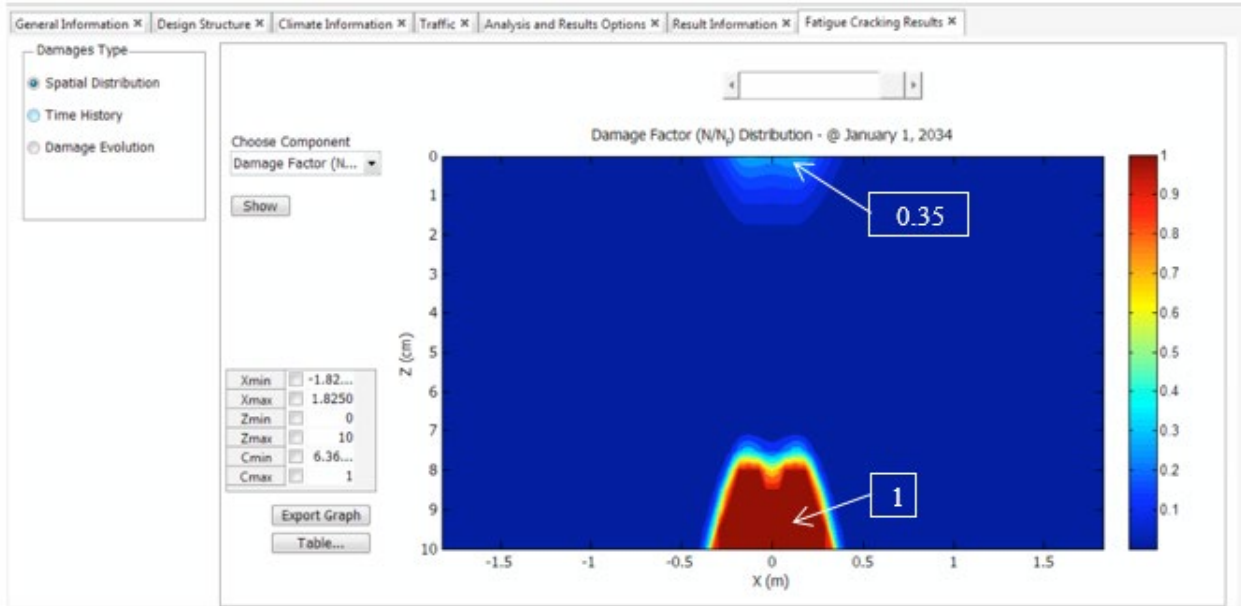 General Information × Design Structure × Climate Information × Traffic × Analysis and Results Options × Result Information × Fatigue Cracking Results ×
Damages Type
Spatial Distribution
Time History
Damage Evolution
Choose Component
Damage Factor (N...
Show
Xmin -1.82...
Xmax 1.8250
Zmin 0
Zmax 10
Cmin 6.36...
Cmax 1
Export Graph
Table...
Damage Factor (N/Nf) Distribution - @ January 1, 2034
0
1
2
3
4
5
6
7
8
9
10
Z (cm)
0.35
1
-1.5 -1 -0.5 0 0.5 1 1.5
X (m)
1
0.9
0.8
0.7
0.6
0.5
0.4
0.3
0.2
0.1